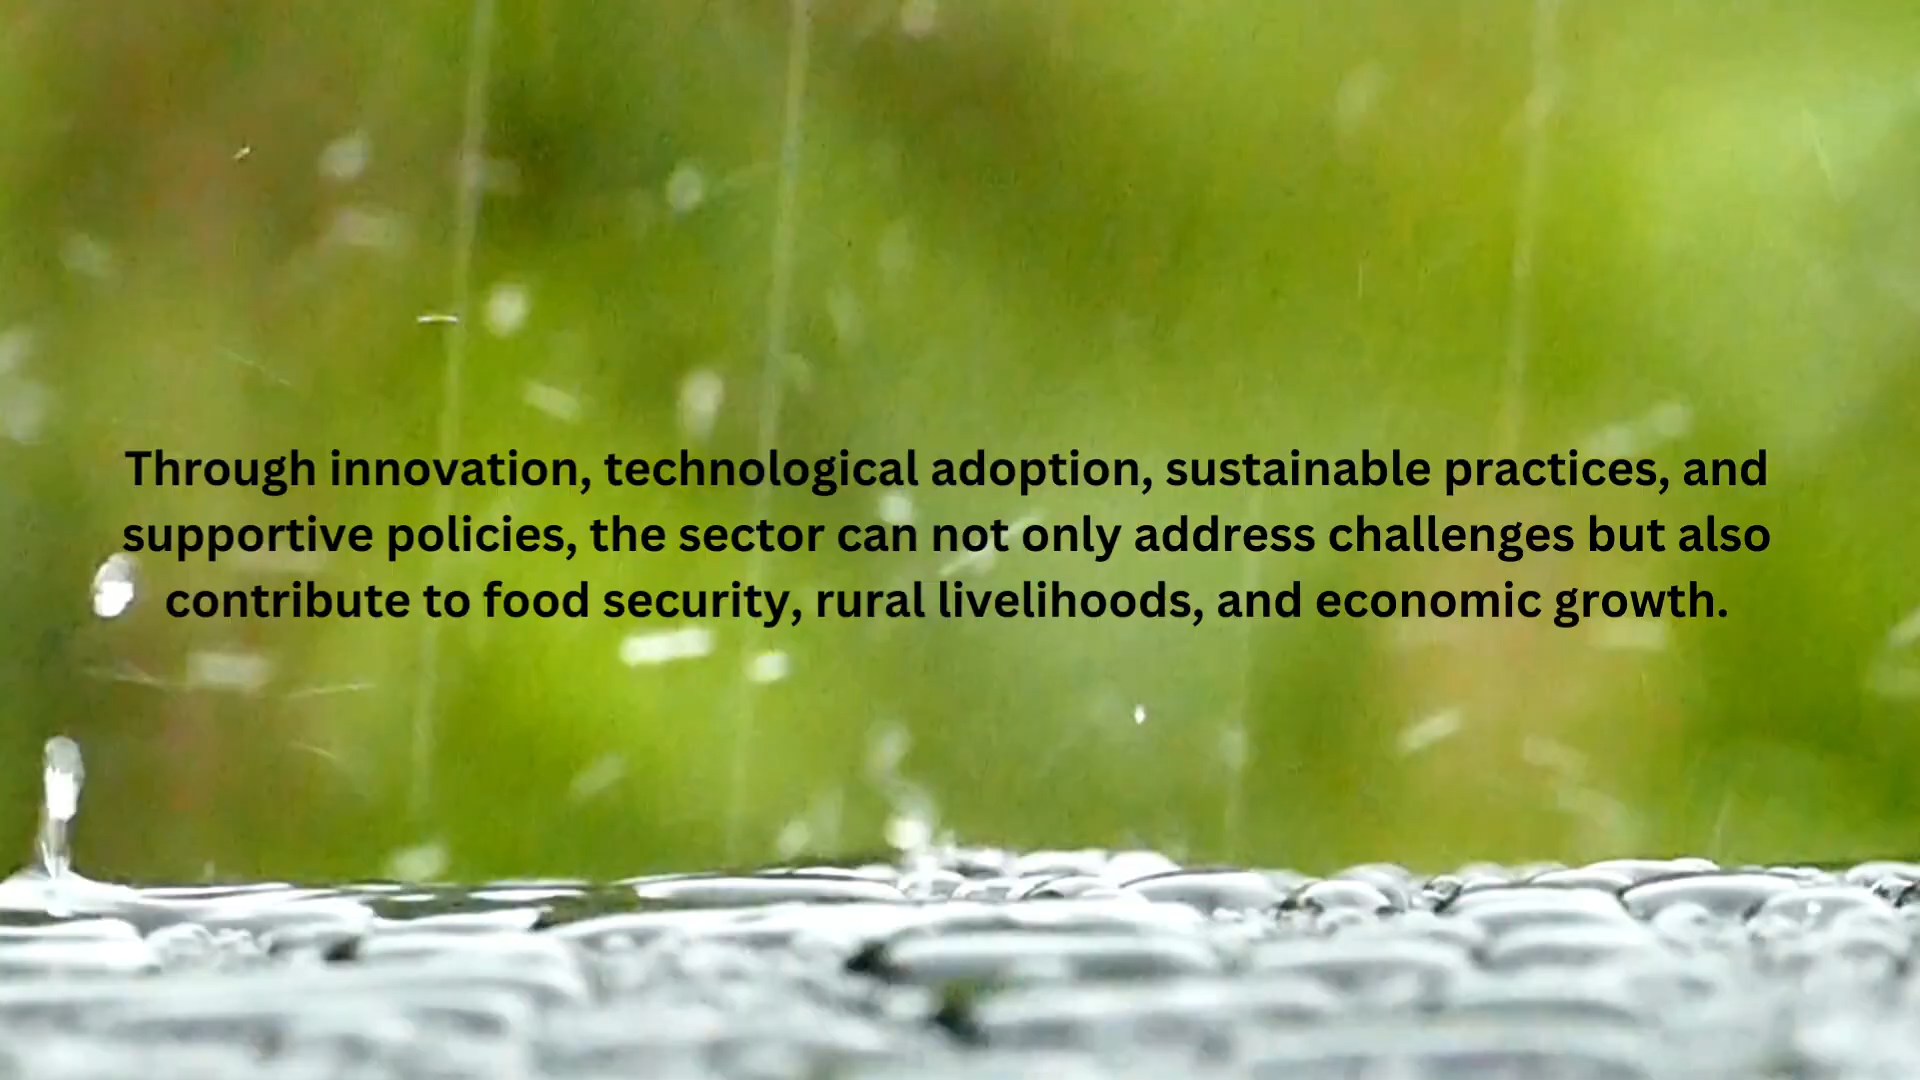 Through innovation, technological adoption, sustainable practices, and
supportive policies, the sector can not only address challenges but also
contribute to food security, rural livelihoods, and economic growth.